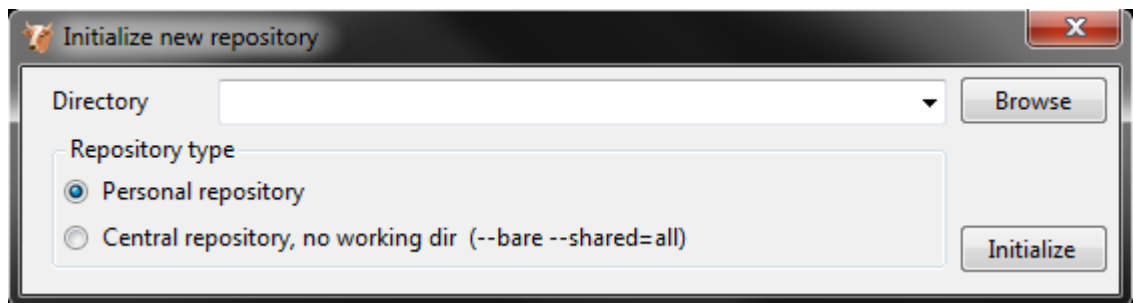 Initialize new repository
Directory Browse
Repository type
Personal repository
Central repository, no working dir (--bare --shared=all)
Initialize